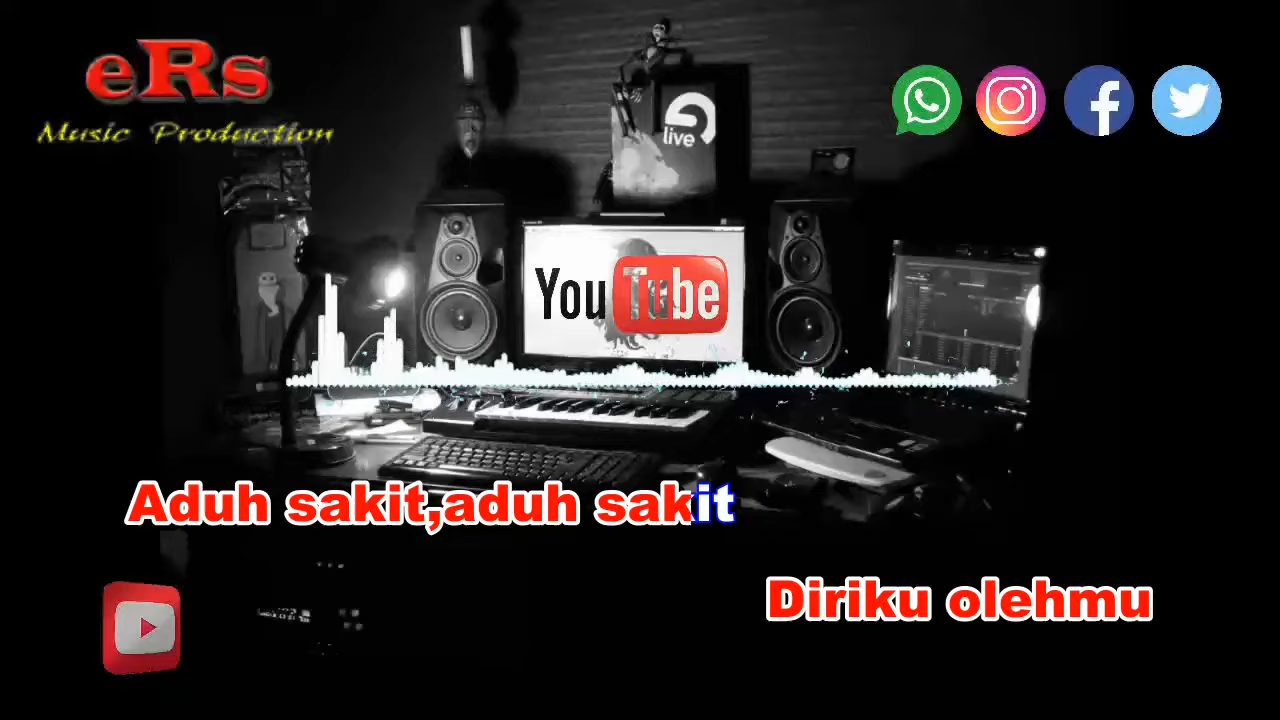 eRs
Music Production
live
YouTube
Aduh sakit,aduh sakit
Diriku olehmu